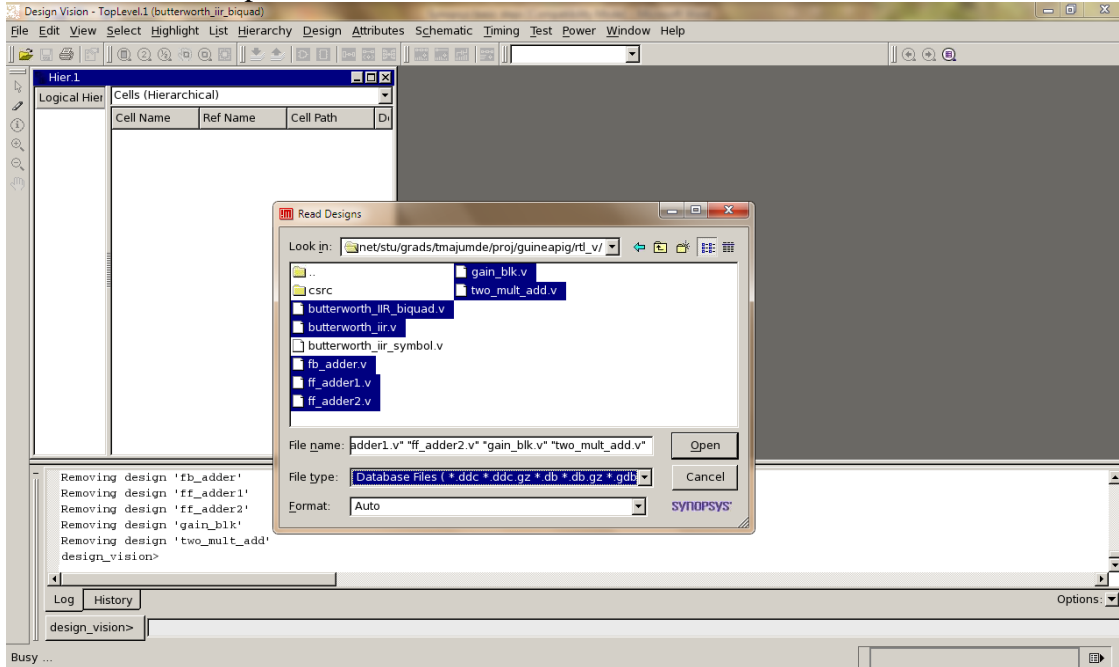 Design Vision - TopLevel.1 (butterworth_iir_biquad)
File Edit View Select Highlight List Hierarchy Design Attributes Schematic Timing Test Power Window Help
Hier.1
Logical Hier
Cells (Hierarchical)
Cell Name Ref Name Cell Path
Read Designs
Look in: net/stu/grads/tmajumde/proj/guineapig/rtl_v/
..
csrc
butterworth_IIR_biquad.v
butterworth_iir.v
butterworth_iir_symbol.v
fb_adder.v
ff_adder1.v
ff_adder2.v
gain_blk.v
two_mult_add.v
File name: adder1.v" "ff_adder2.v" "gain_blk.v" "two_mult_add.v"
Open
File type: Database Files ( *.ddc *.ddc.gz *.db *.db.gz *.gdb
Cancel
Format: Auto
SYNOPSYS
Removing design 'fb_adder'
Removing design 'ff_adder1'
Removing design 'ff_adder2'
Removing design 'gain_blk'
Removing design 'two_mult_add'
design_vision>
Log History
Options:
design_vision>
Busy ...